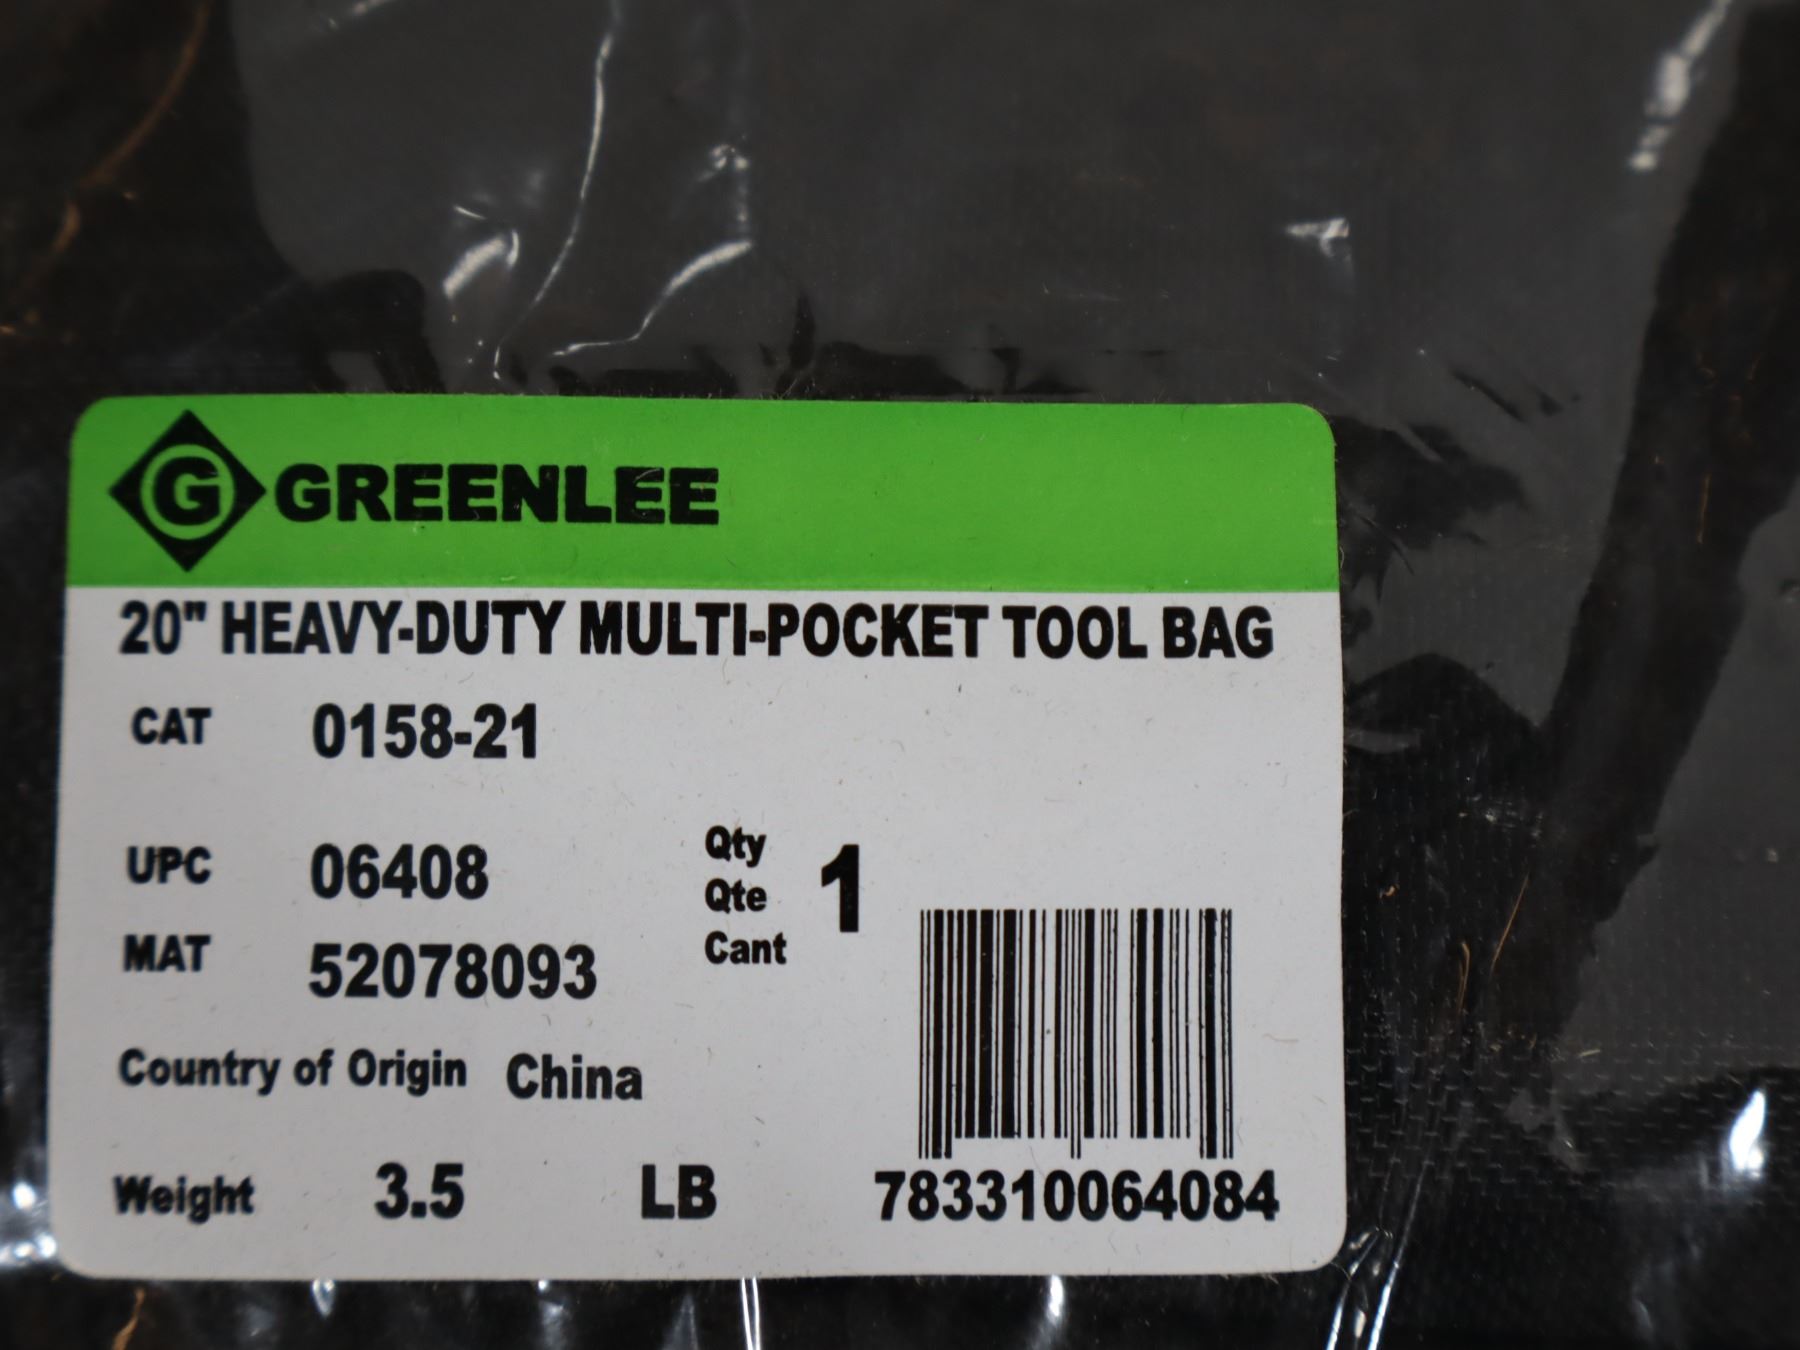 G GREENLEE
20" HEAVY-DUTY MULTI-POCKET TOOL BAG
CAT 0158-21
UPC 06408
MAT 52078093
Qty
Qte
Cant
1
Country of Origin China
Weight 3.5 LB
783310064084